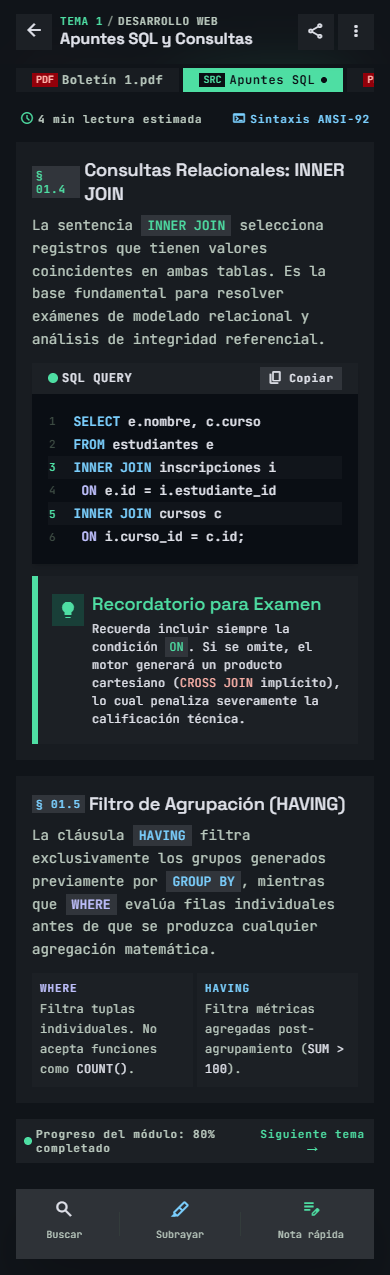 TEMA 1 / DESARROLLO WEB
Apuntes SQL y Consultas
PDF Boletín 1.pdf
SRC Apuntes SQL
P
4 min lectura estimada
Sintaxis ANSI-92
§ 01.4
Consultas Relacionales: INNER
JOIN
La sentencia INNER JOIN selecciona
registros que tienen valores
coincidentes en ambas tablas. Es la
base fundamental para resolver
exámenes de modelado relacional y
análisis de integridad referencial.
SQL QUERY
Copiar
1 SELECT e.nombre, c.curso
2 FROM estudiantes e
3 INNER JOIN inscripciones i
4 ON e.id = i.estudiante_id
5 INNER JOIN cursos c
6 ON i.curso_id = c.id;
Recordatorio para Examen
Recuerda incluir siempre la
condición ON. Si se omite, el
motor generará un producto
cartesiano (CROSS JOIN implícito),
lo cual penaliza severamente la
calificación técnica.
§ 01.5 Filtro de Agrupación (HAVING)
La cláusula HAVING filtra
exclusivamente los grupos generados
previamente por GROUP BY, mientras
que WHERE evalúa filas individuales
antes de que se produzca cualquier
agregación matemática.
WHERE
Filtra tuplas
individuales. No
acepta funciones
como COUNT().
HAVING
Filtra métricas
agregadas post-
agrupamiento (SUM >
100).
Progreso del módulo: 80%
completado
Siguiente tema
→
Buscar
Subrayar
Nota rápida